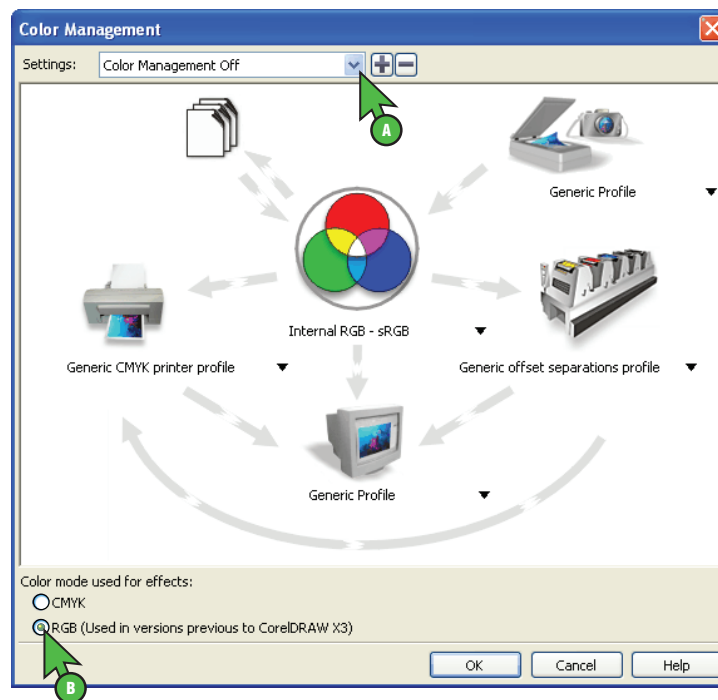 Color Management
Settings: Color Management Off
A
Generic Profile
Internal RGB - sRGB
Generic CMYK printer profile
Generic offset separations profile
Generic Profile
Color mode used for effects:
CMYK
RGB (Used in versions previous to CorelDRAW X3)
OK Cancel Help
B